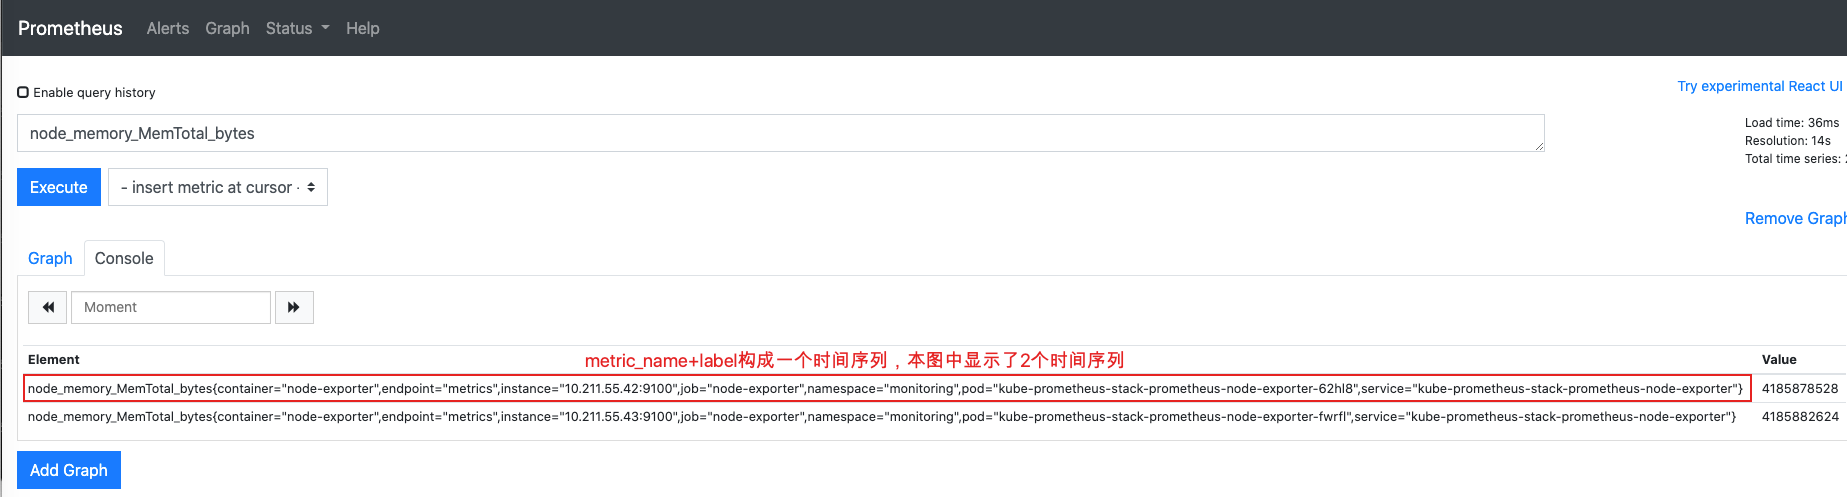 Prometheus Alerts Graph Status Help
Enable query history
Try experimental React UI
node_memory_MemTotal_bytes
Load time: 36ms
Resolution: 14s
Total time series:
Execute
- insert metric at cursor -
Remove Graph
Graph Console
Moment
Element metric_name+label构成一个时间序列，本图中显示了2个时间序列 Value
node_memory_MemTotal_bytes{container="node-exporter",endpoint="metrics",instance="10.211.55.42:9100",job="node-exporter",namespace="monitoring",pod="kube-prometheus-stack-prometheus-node-exporter-62hl8",service="kube-prometheus-stack-prometheus-node-exporter"} 4185878528
node_memory_MemTotal_bytes{container="node-exporter",endpoint="metrics",instance="10.211.55.43:9100",job="node-exporter",namespace="monitoring",pod="kube-prometheus-stack-prometheus-node-exporter-fwrfl",service="kube-prometheus-stack-prometheus-node-exporter"} 4185882624
Add Graph